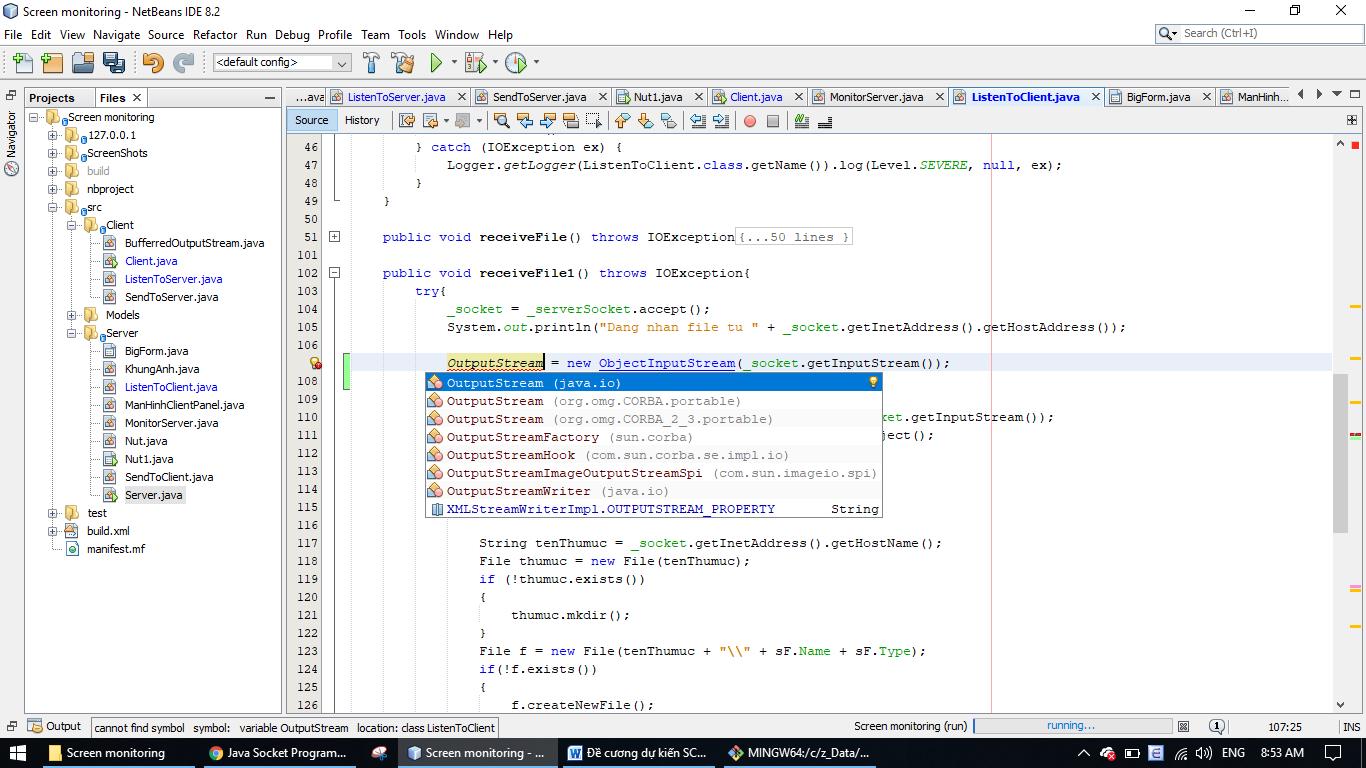 Screen monitoring - NetBeans IDE 8.2
File Edit View Navigate Source Refactor Run Debug Profile Team Tools Window Help
Search (Ctrl+I)
<default config>
Projects Files
Navigator
Screen monitoring
127.0.0.1
ScreenShots
build
nbproject
src
Client
BufferredOutputStream.java
Client.java
ListenToServer.java
SendToServer.java
Models
Server
BigForm.java
KhungAnh.java
ListenToClient.java
ManHinhClientPanel.java
MonitorServer.java
Nut.java
Nut1.java
SendToClient.java
Server.java
test
build.xml
manifest.mf
...ava ListenToServer.java SendToServer.java Nut1.java Client.java MonitorServer.java ListenToClient.java BigForm.java ManHinh...
Source History
46 } catch (IOException ex) {
47 Logger.getLogger(ListenToClient.class.getName()).log(Level.SEVERE, null, ex);
48 }
49 }
50
51 public void receiveFile() throws IOException{...50 lines }
101
102 public void receiveFile1() throws IOException{
103 try{
104 _socket = _serverSocket.accept();
105 System.out.println("Dang nhan file tu " + _socket.getInetAddress().getHostAddress());
106
OutputStream = new ObjectInputStream(_socket.getInputStream());
108
109
110 ket.getInputStream());
111 ject();
112
113
114
115
116
117 String tenThumuc = _socket.getInetAddress().getHostName();
118 File thumuc = new File(tenThumuc);
119 if (!thumuc.exists())
120 {
121 thumuc.mkdir();
122 }
123 File f = new File(tenThumuc + "\\" + sF.Name + sF.Type);
124 if(!f.exists())
125 {
126 f.createNewFile();
OutputStream (java.io)
OutputStream (org.omg.CORBA.portable)
OutputStream (org.omg.CORBA_2_3.portable)
OutputStreamFactory (sun.corba)
OutputStreamHook (com.sun.corba.se.impl.io)
OutputStreamImageOutputStreamSpi (com.sun.imageio.spi)
OutputStreamWriter (java.io)
XMLStreamWriterImpl.OUTPUTSTREAM_PROPERTY String
Output cannot find symbol symbol: variable OutputStream location: class ListenToClient Screen monitoring (run) running... 1 107:25 INS
Screen monitoring Java Socket Program... Screen monitoring - ... Đề cương dự kiến SC... MINGW64:/c/z_Data/... ENG 8:53 AM